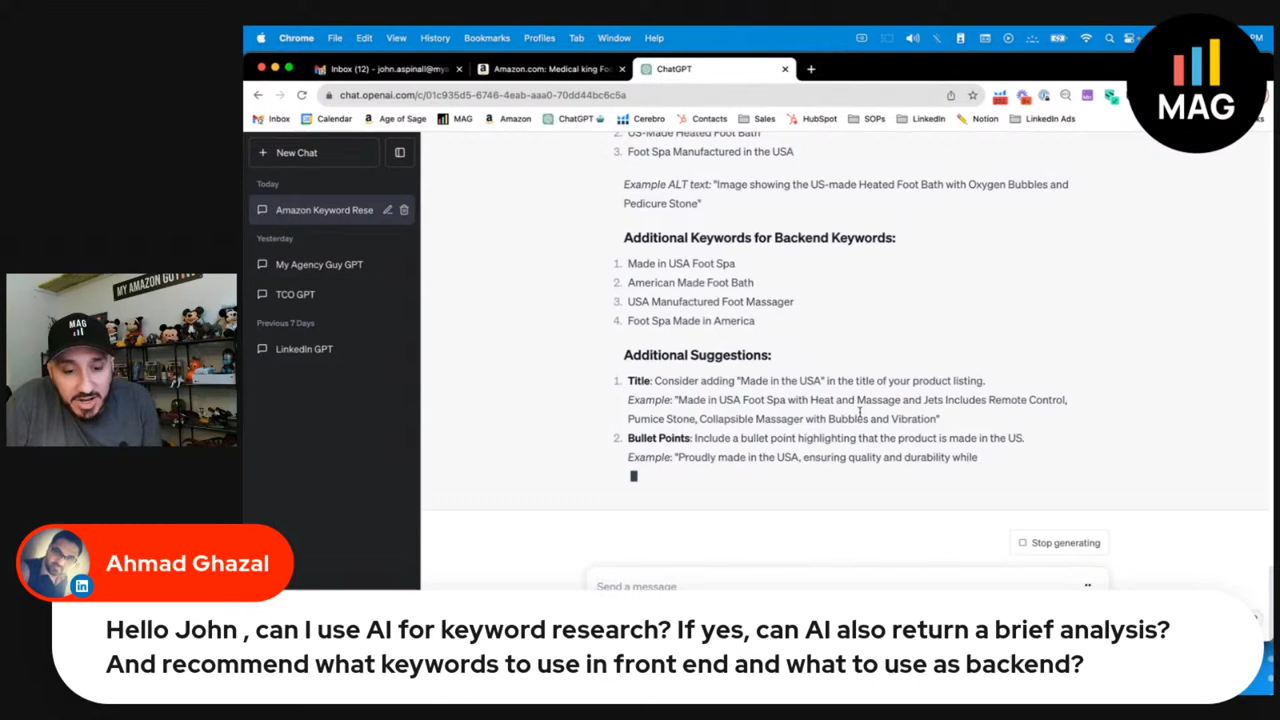 Chrome File Edit View History Bookmarks Profiles Tab Window Help
Inbox (12) - john.aspinall@mys
Amazon.com: Medical king Fo
ChatGPT
chat.openai.com/c/01c935d5-6746-4eab-aaa0-70dd44bc6c5a
Inbox Calendar Age of Sage MAG Amazon ChatGPT Cerebro Contacts Sales HubSpot SOPs LinkedIn Notion LinkedIn Ads
MAG
New Chat
Today
Amazon Keyword Rese
Yesterday
My Agency Guy GPT
TCO GPT
Previous 7 Days
LinkedIn GPT
2. US-Made Heated Foot Bath
3. Foot Spa Manufactured in the USA
Example ALT text: "Image showing the US-made Heated Foot Bath with Oxygen Bubbles and
Pedicure Stone"
Additional Keywords for Backend Keywords:
1. Made in USA Foot Spa
2. American Made Foot Bath
3. USA Manufactured Foot Massager
4. Foot Spa Made in America
Additional Suggestions:
1. Title: Consider adding "Made in the USA" in the title of your product listing.
Example: "Made in USA Foot Spa with Heat and Massage and Jets Includes Remote Control,
Pumice Stone, Collapsible Massager with Bubbles and Vibration"
2. Bullet Points: Include a bullet point highlighting that the product is made in the US.
Example: "Proudly made in the USA, ensuring quality and durability while
Stop generating
Send a message
MY AMAZON GUY
MAG
Ahmad Ghazal
Hello John , can I use AI for keyword research? If yes, can AI also return a brief analysis?
And recommend what keywords to use in front end and what to use as backend?